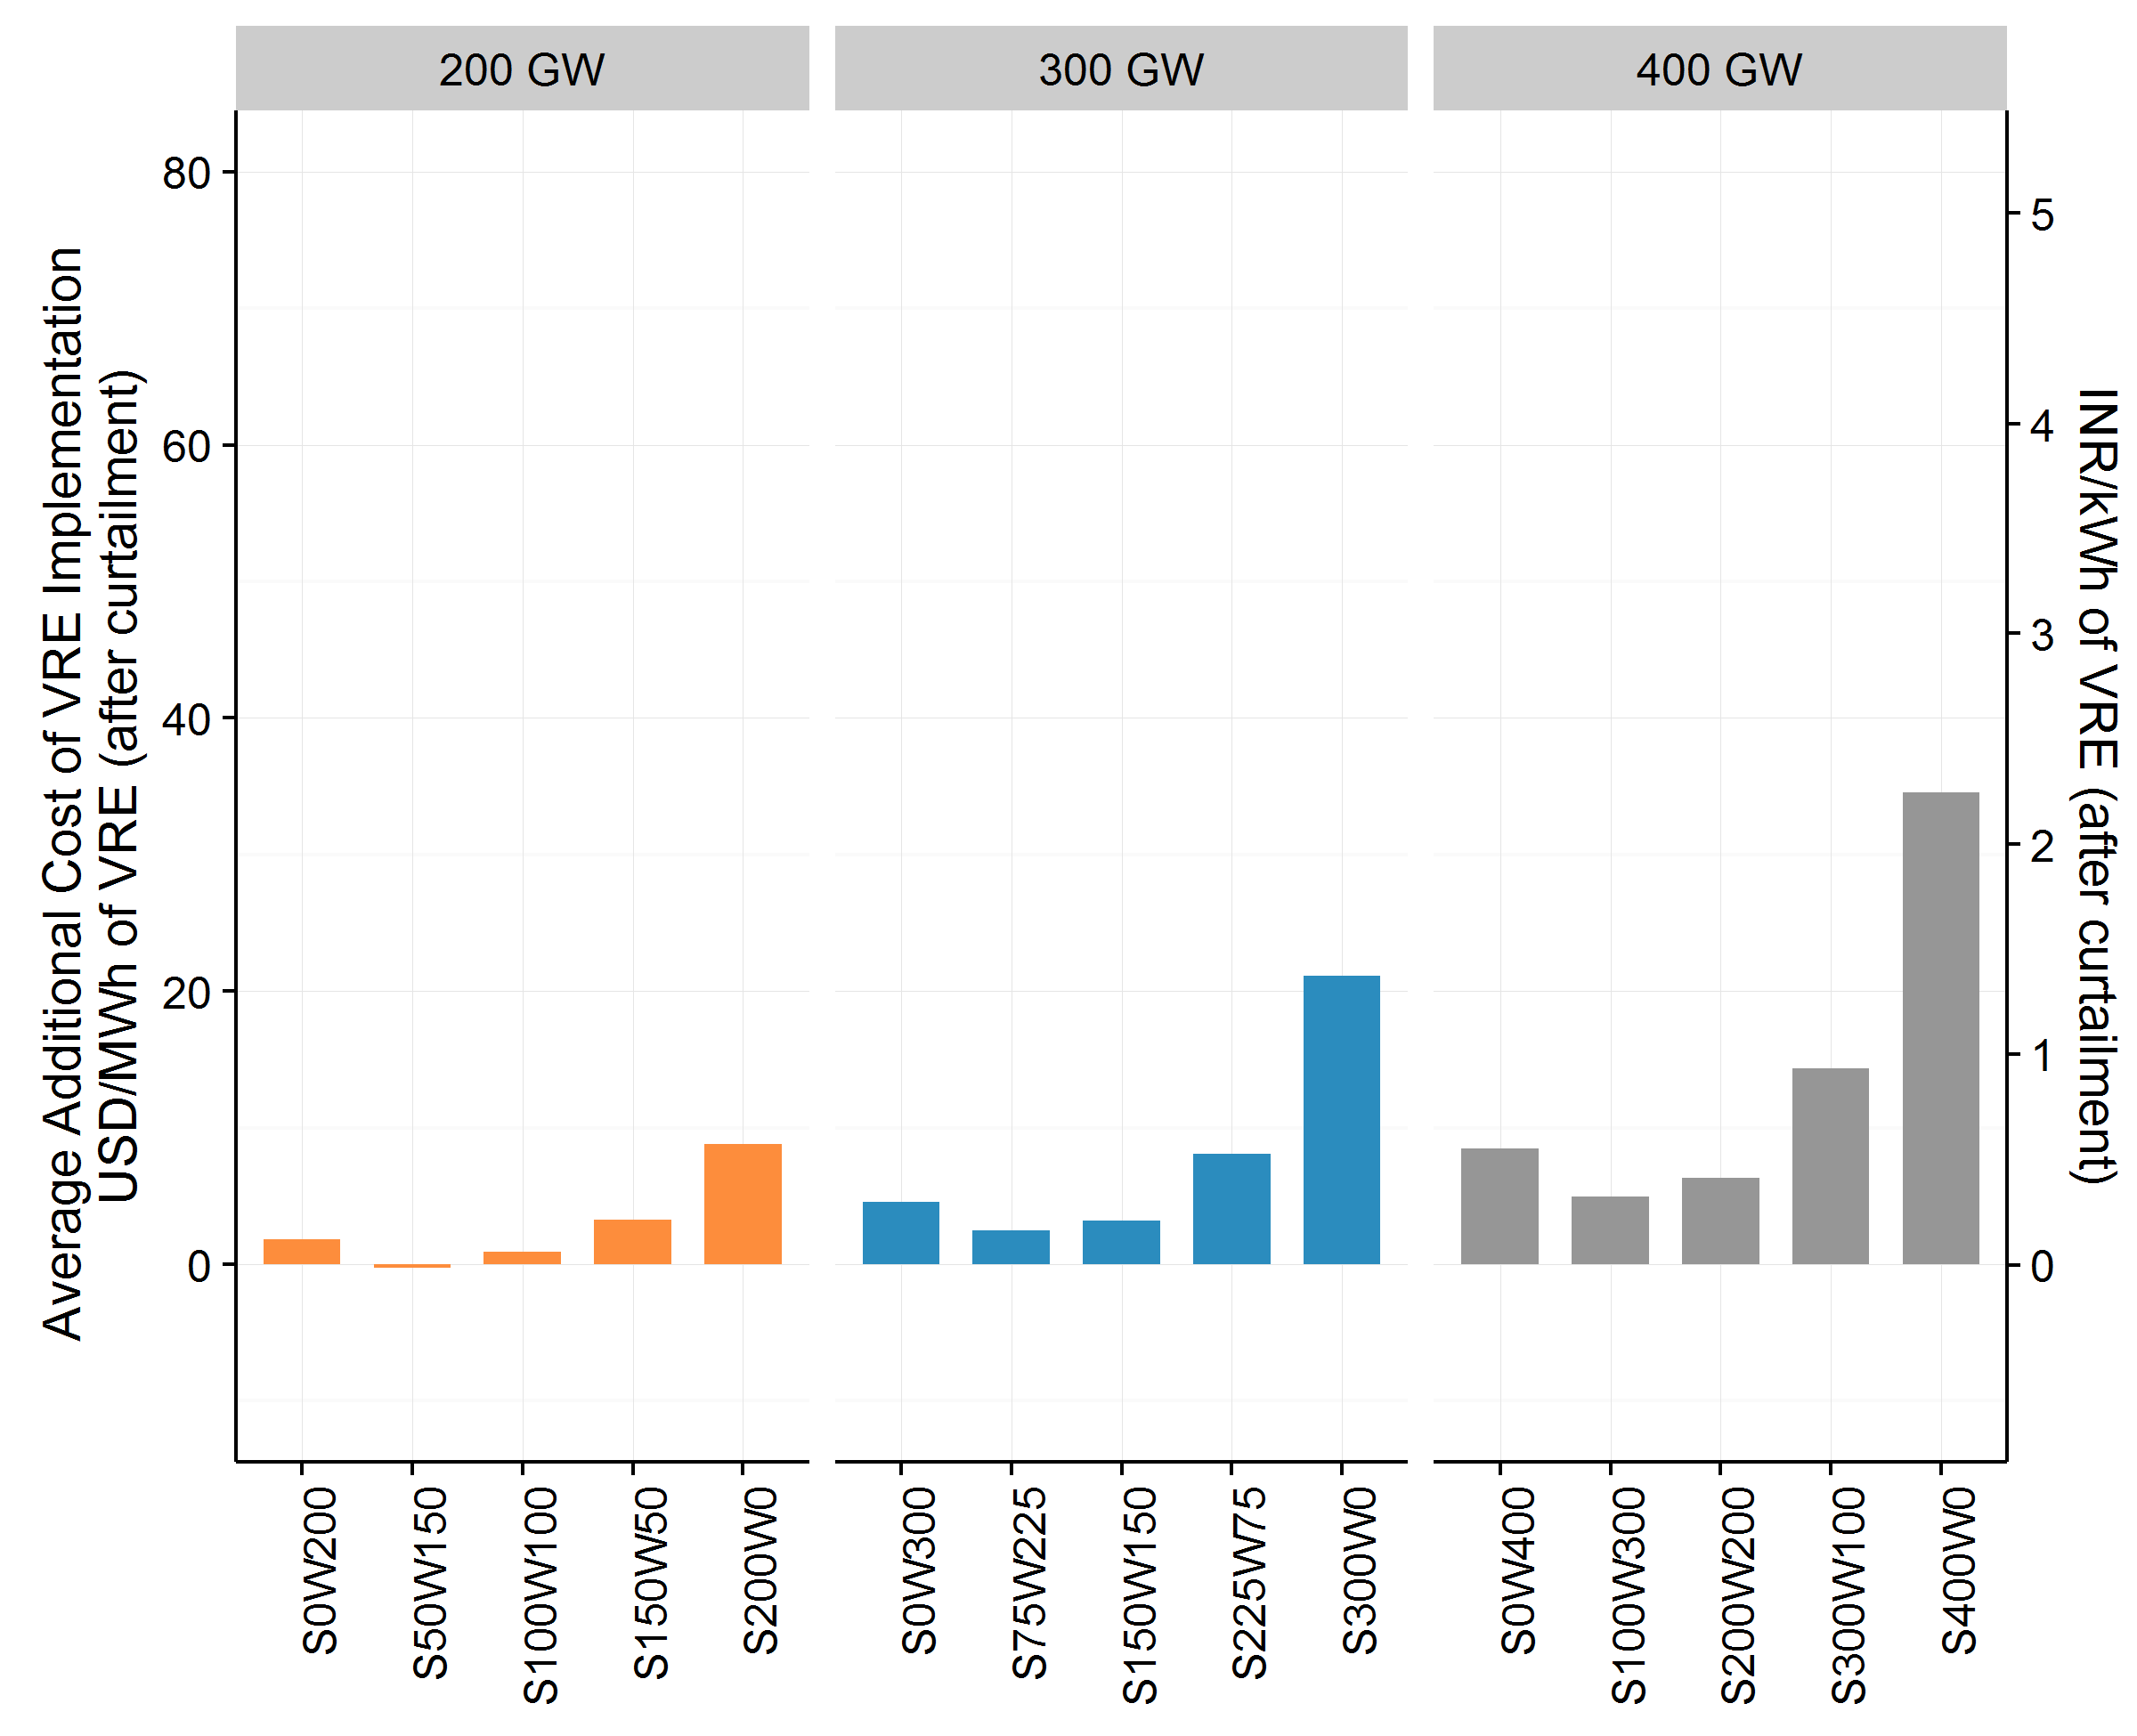 200 GW
300 GW
400 GW
Average Additional Cost of VRE Implementation
USD/MWh of VRE (after curtailment)
80
60
40
20
0
5
4
3
2
1
0
INR/kWh of VRE (after curtailment)
S0W200
S50W150
S100W100
S150W50
S200W0
S0W300
S75W225
S150W150
S225W75
S300W0
S0W400
S100W300
S200W200
S300W100
S400W0